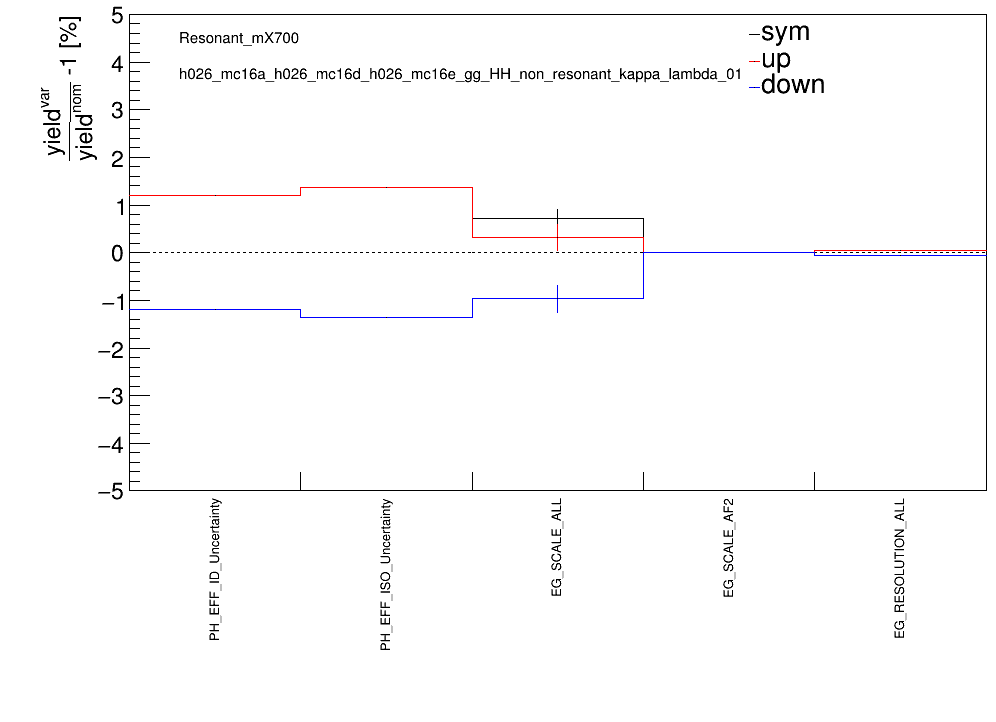 yield^var / yield^nom -1 [%]
5
4
3
2
1
0
−1
−2
−3
−4
−5
Resonant_mX700
h026_mc16a_h026_mc16d_h026_mc16e_gg_HH_non_resonant_kappa_lambda_01
sym
up
down
PH_EFF_ID_Uncertainty
PH_EFF_ISO_Uncertainty
EG_SCALE_ALL
EG_SCALE_AF2
EG_RESOLUTION_ALL